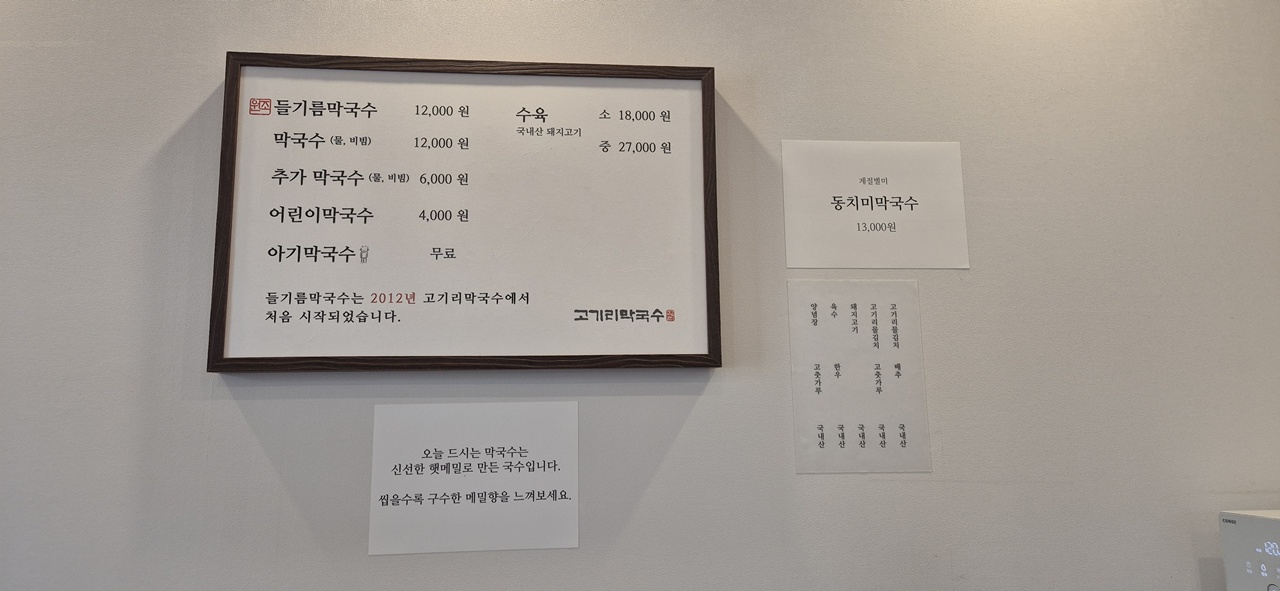 원조 들기름막국수 12,000 원
막국수 (물, 비빔) 12,000 원
추가 막국수 (물, 비빔) 6,000 원
어린이막국수 4,000 원
아기막국수 무료
수육 소 18,000 원
국내산 돼지고기
중 27,000 원
들기름막국수는 2012년 고기리막국수에서
처음 시작되었습니다.
고기리막국수
계절별미
동치미막국수
13,000원
고기리물김치 배추 국내산
고기리물김치 고춧가루 국내산
돼지고기 국내산
육수 한우 국내산
양념장 고춧가루 국내산
오늘 드시는 막국수는
신선한 햇메밀로 만든 국수입니다.
씹을수록 구수한 메밀향을 느껴보세요.